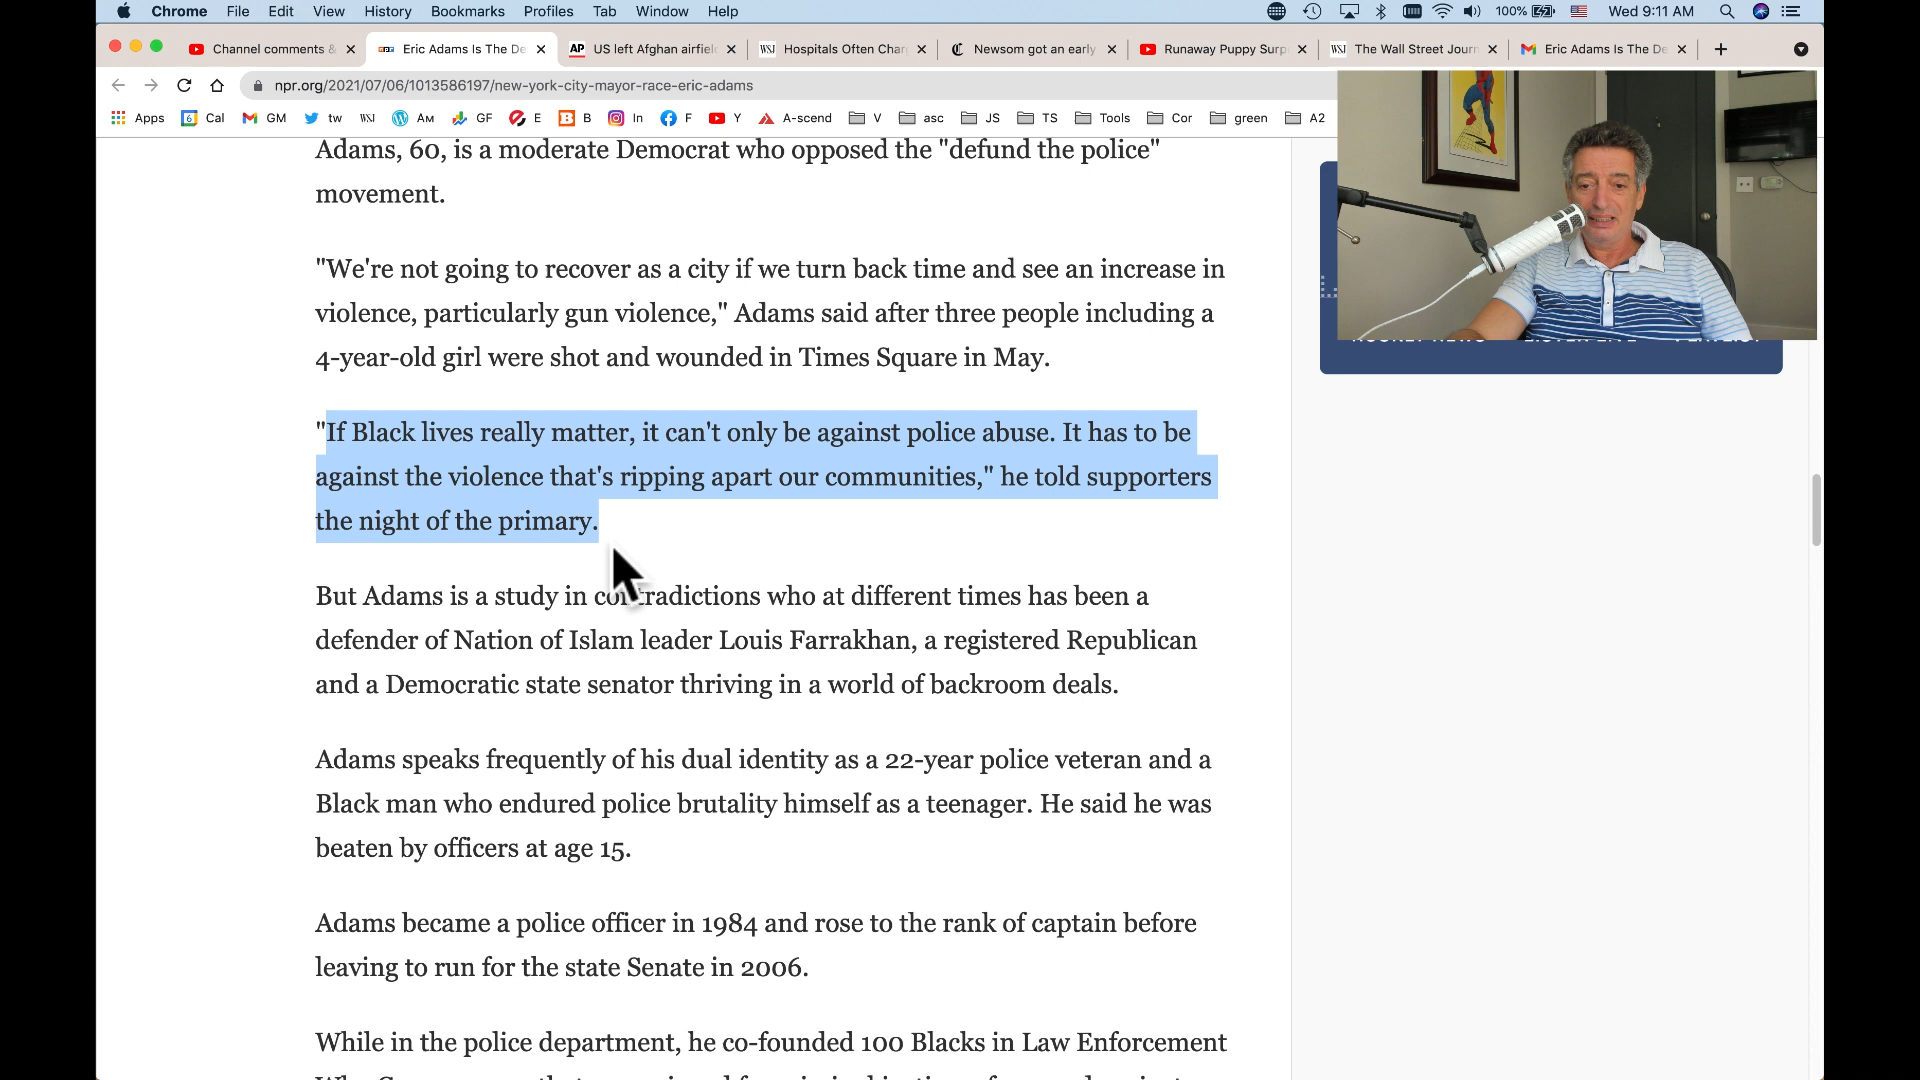 Chrome File Edit View History Bookmarks Profiles Tab Window Help 100% Wed 9:11 AM
Channel comments & Eric Adams Is The De AP US left Afghan airfiel WSJ Hospitals Often Char Newsom got an early Runaway Puppy Surp WSJ The Wall Street Journ Eric Adams Is The De
npr.org/2021/07/06/1013586197/new-york-city-mayor-race-eric-adams
Apps 6 Cal GM tw WSJ AM GF E B In F Y A-scend V asc JS TS Tools Cor green A2
Adams, 60, is a moderate Democrat who opposed the "defund the police"
movement.
"We're not going to recover as a city if we turn back time and see an increase in
violence, particularly gun violence," Adams said after three people including a
4-year-old girl were shot and wounded in Times Square in May.
"If Black lives really matter, it can't only be against police abuse. It has to be
against the violence that's ripping apart our communities," he told supporters
the night of the primary.
But Adams is a study in contradictions who at different times has been a
defender of Nation of Islam leader Louis Farrakhan, a registered Republican
and a Democratic state senator thriving in a world of backroom deals.
Adams speaks frequently of his dual identity as a 22-year police veteran and a
Black man who endured police brutality himself as a teenager. He said he was
beaten by officers at age 15.
Adams became a police officer in 1984 and rose to the rank of captain before
leaving to run for the state Senate in 2006.
While in the police department, he co-founded 100 Blacks in Law Enforcement